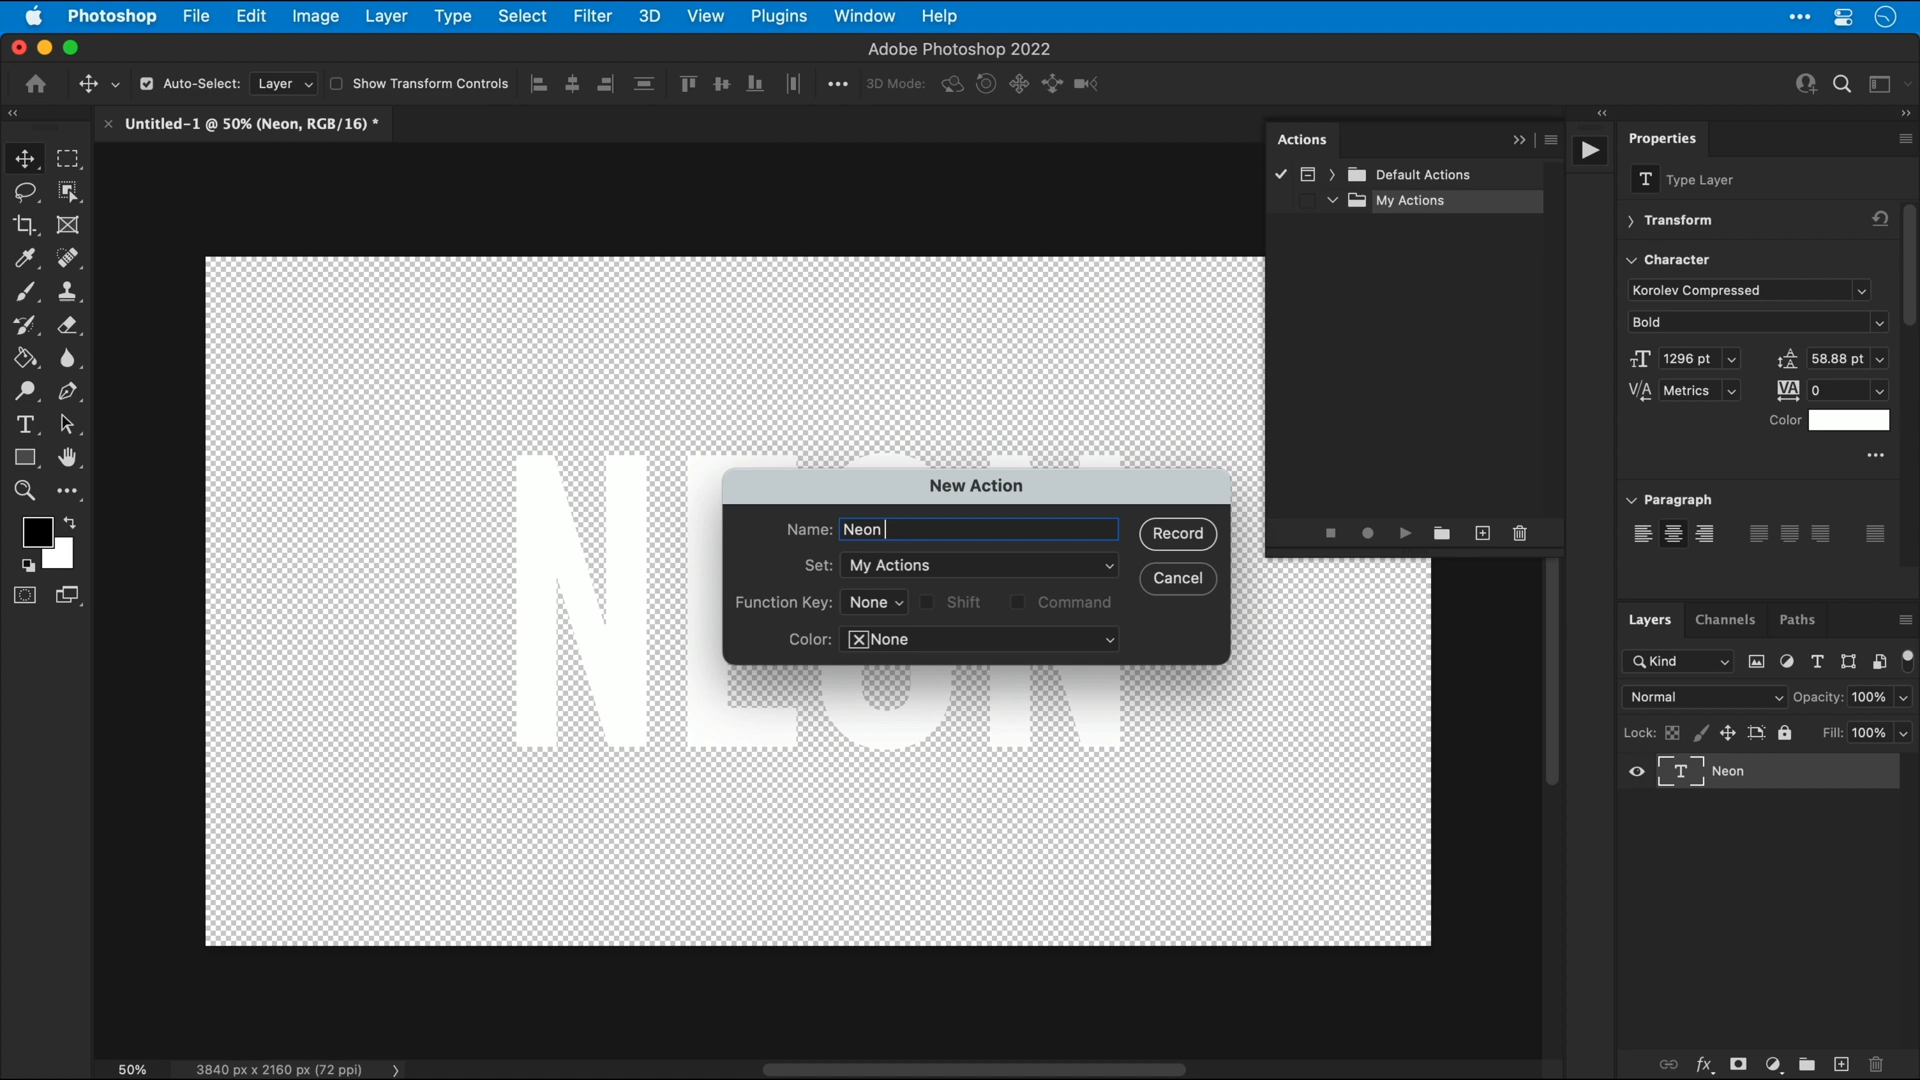 Photoshop File Edit Image Layer Type Select Filter 3D View Plugins Window Help
Adobe Photoshop 2022
Auto-Select: Layer Show Transform Controls 3D Mode:
Untitled-1 @ 50% (Neon, RGB/16) *
Actions
Default Actions
My Actions
NEON
New Action
Name: Neon
Record
Set: My Actions
Cancel
Function Key: None Shift Command
Color: None
Properties
T Type Layer
Transform
Character
Korolev Compressed
Bold
1296 pt 58.88 pt
Metrics 0
Color
Paragraph
Layers Channels Paths
Kind
Normal Opacity: 100%
Lock: Fill: 100%
T Neon
50% 3840 px x 2160 px (72 ppi)